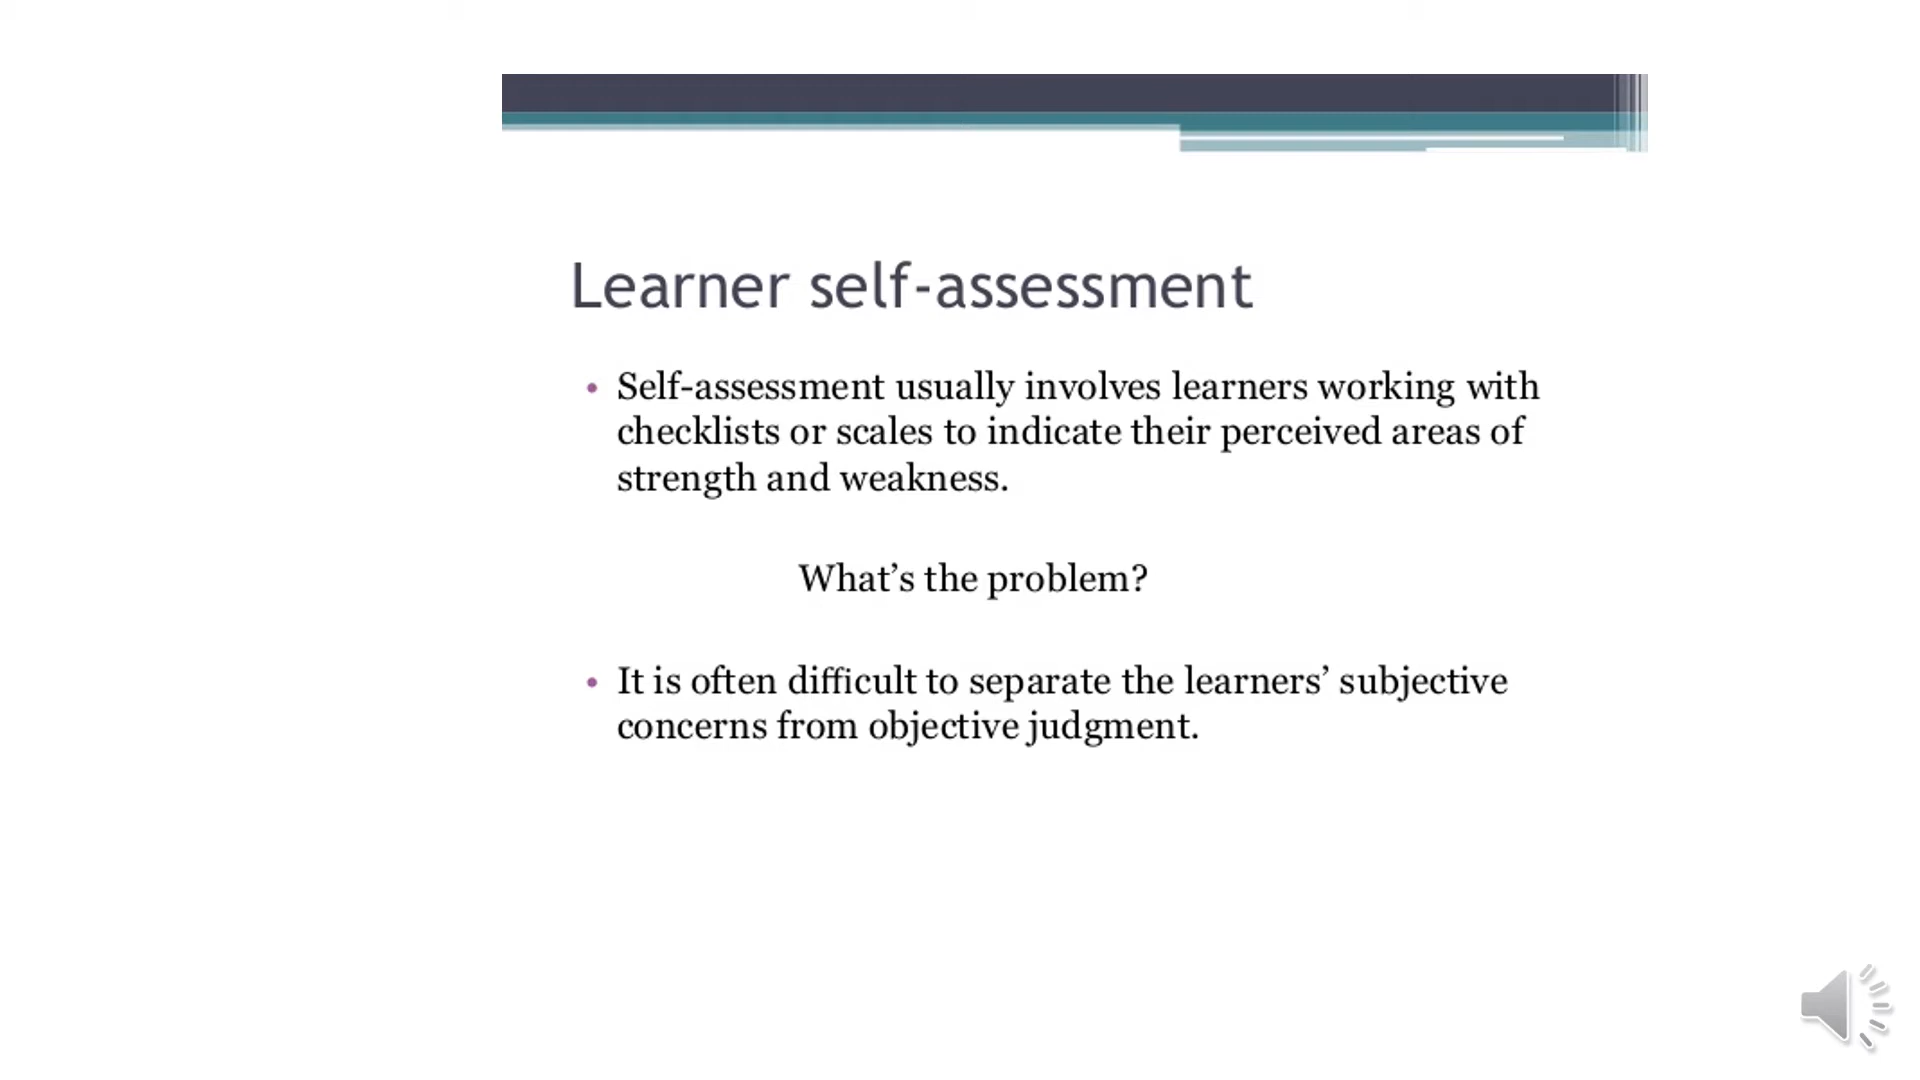 Learner self-assessment
• Self-assessment usually involves learners working with
checklists or scales to indicate their perceived areas of
strength and weakness.
What’s the problem?
• It is often difficult to separate the learners’ subjective
concerns from objective judgment.